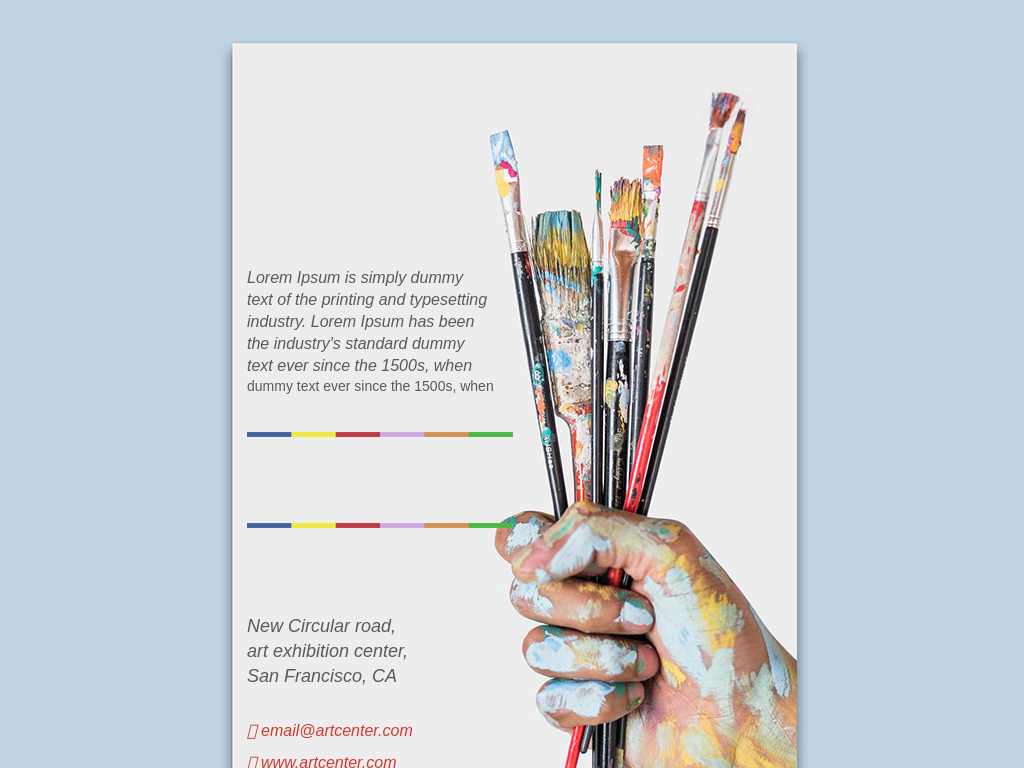 Lorem Ipsum is simply dummy
text of the printing and typesetting
industry. Lorem Ipsum has been
the industry's standard dummy
text ever since the 1500s, when
dummy text ever since the 1500s, when
New Circular road,
art exhibition center,
San Francisco, CA
email@artcenter.com
www.artcenter.com